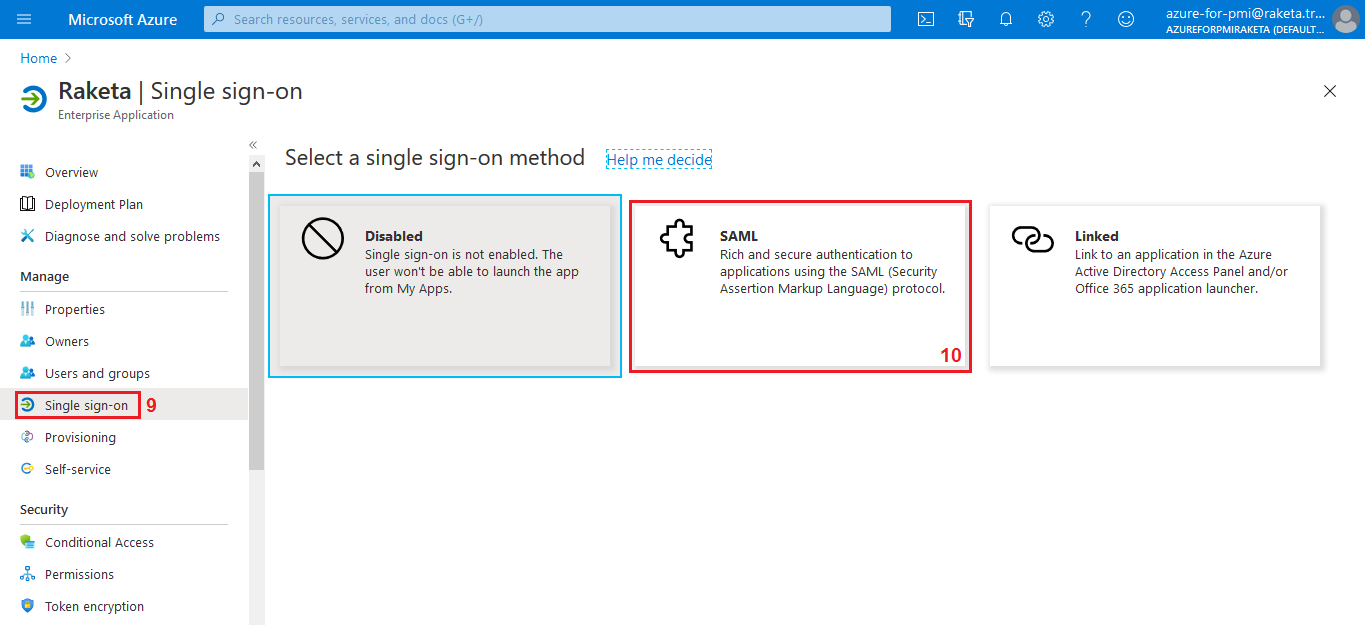 Microsoft Azure
Search resources, services, and docs (G+/)
azure-for-pmi@raketa.tr...
AZUREFORPMIRAKETA (DEFAULT...
Home
Raketa | Single sign-on
Enterprise Application
Overview
Deployment Plan
Diagnose and solve problems
Manage
Properties
Owners
Users and groups
Single sign-on 9
Provisioning
Self-service
Security
Conditional Access
Permissions
Token encryption
Select a single sign-on method Help me decide
Disabled
Single sign-on is not enabled. The
user won't be able to launch the app
from My Apps.
SAML
Rich and secure authentication to
applications using the SAML (Security
Assertion Markup Language) protocol.
10
Linked
Link to an application in the Azure
Active Directory Access Panel and/or
Office 365 application launcher.